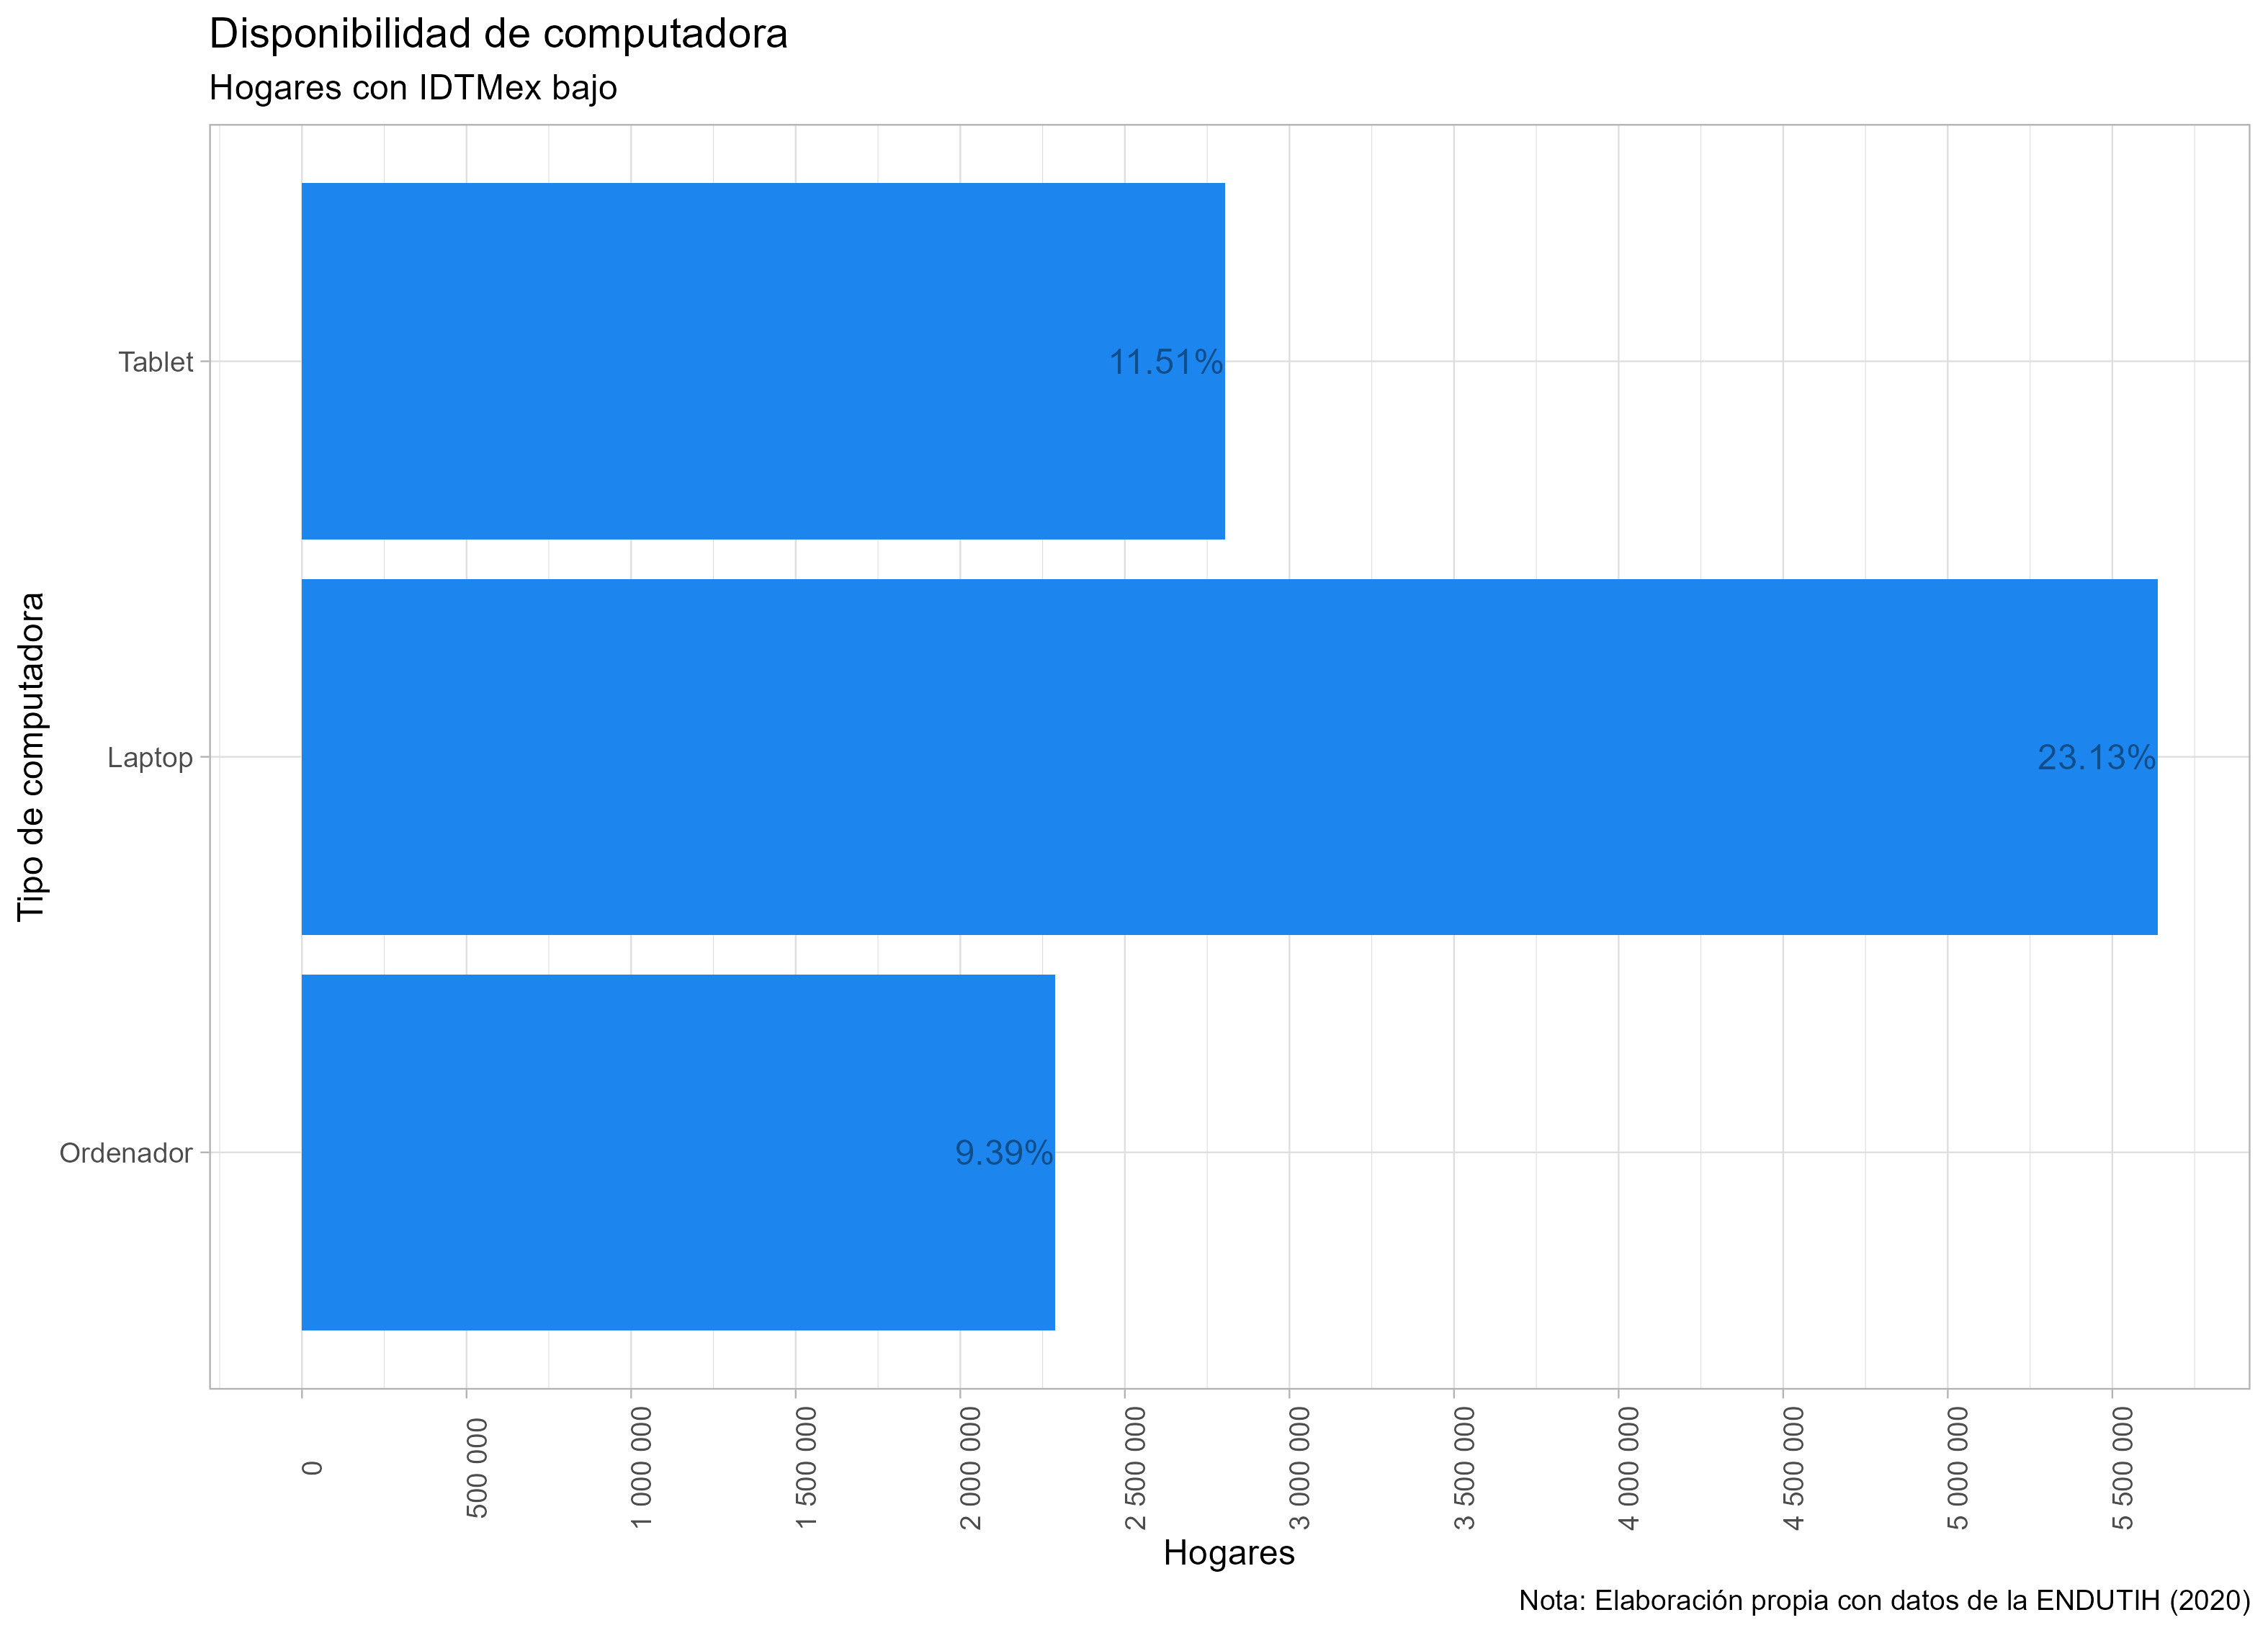 Disponibilidad de computadora
Hogares con IDTMex bajo
Tipo de computadora
Tablet
11.51%
Laptop
23.13%
Ordenador
9.39%
0
500 000
1 000 000
1 500 000
2 000 000
2 500 000
3 000 000
3 500 000
4 000 000
4 500 000
5 000 000
5 500 000
Hogares
Nota: Elaboración propia con datos de la ENDUTIH (2020)